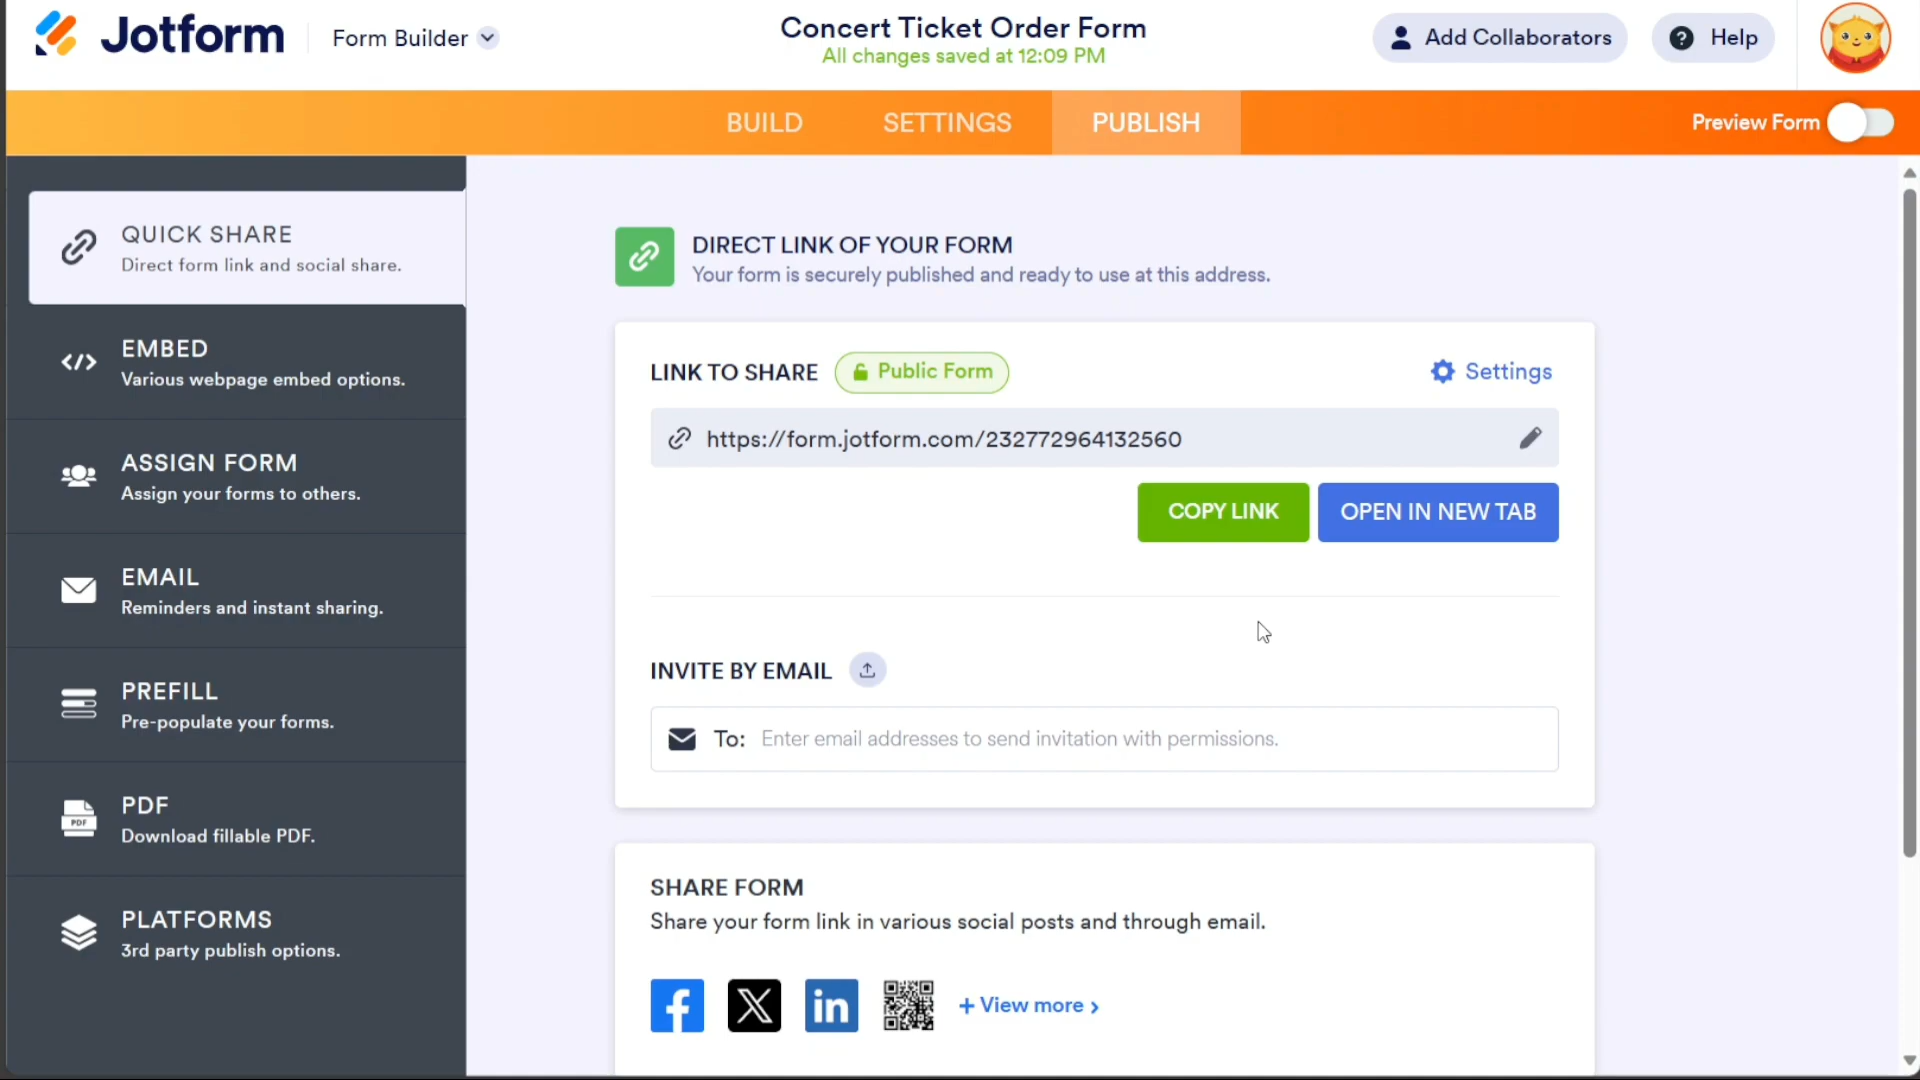 Jotform
Form Builder
Concert Ticket Order Form
All changes saved at 12:09 PM
Add Collaborators
Help
BUILD
SETTINGS
PUBLISH
Preview Form
QUICK SHARE
Direct form link and social share.
EMBED
Various webpage embed options.
ASSIGN FORM
Assign your forms to others.
EMAIL
Reminders and instant sharing.
PREFILL
Pre-populate your forms.
PDF
PDF
Download fillable PDF.
PLATFORMS
3rd party publish options.
DIRECT LINK OF YOUR FORM
Your form is securely published and ready to use at this address.
LINK TO SHARE
Public Form
Settings
https://form.jotform.com/232772964132560
COPY LINK
OPEN IN NEW TAB
INVITE BY EMAIL
To: Enter email addresses to send invitation with permissions.
SHARE FORM
Share your form link in various social posts and through email.
+ View more >